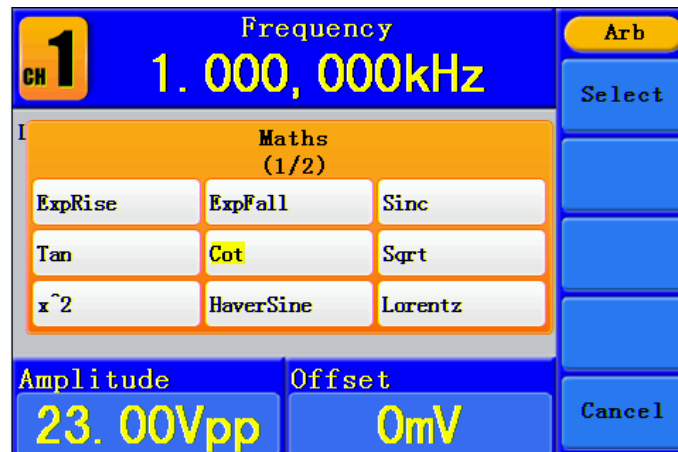 CH 1
Frequency
1.000,000kHz
Arb
Select
Maths
(1/2)
ExpRise ExpFall Sinc
Tan Cot Sqrt
x^2 HaverSine Lorentz
Amplitude Offset
23.00Vpp 0mV
Cancel